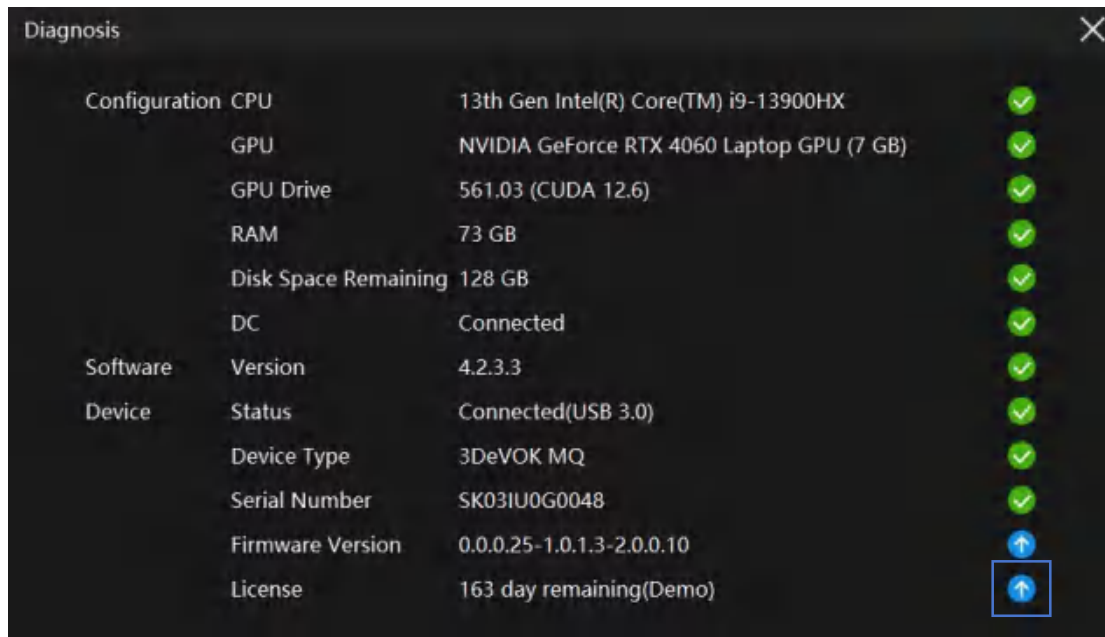 Diagnosis
Configuration CPU 13th Gen Intel(R) Core(TM) i9-13900HX
GPU NVIDIA GeForce RTX 4060 Laptop GPU (7 GB)
GPU Drive 561.03 (CUDA 12.6)
RAM 73 GB
Disk Space Remaining 128 GB
DC Connected
Software Version 4.2.3.3
Device Status Connected(USB 3.0)
Device Type 3DeVOK MQ
Serial Number SK03IU0G0048
Firmware Version 0.0.0.25-1.0.1.3-2.0.0.10
License 163 day remaining(Demo)